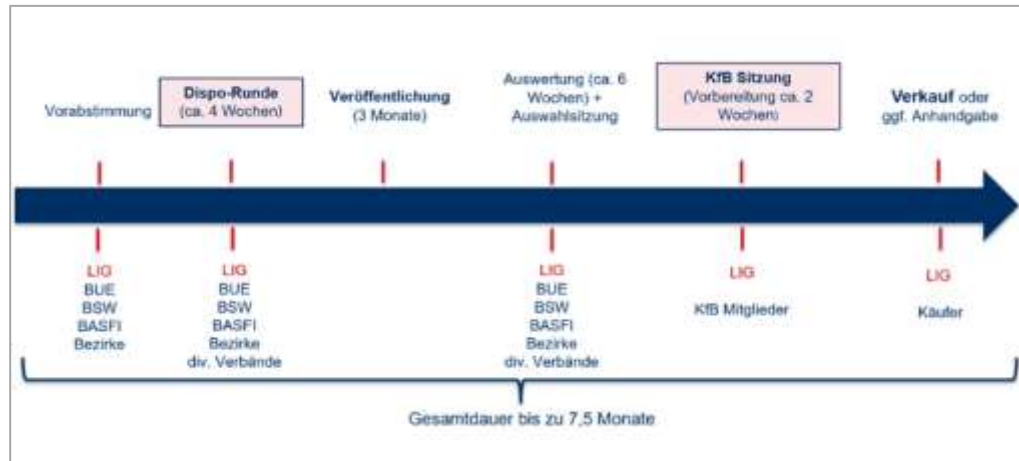 Vorabstimmung
Dispo-Runde
(ca. 4 Wochen)
Veröffentlichung
(3 Monate)
Auswertung (ca. 6
Wochen) +
Auswahlsitzung
KfB Sitzung
(Vorbereitung ca. 2
Wochen)
Verkauf oder
ggf. Anhandgabe
LIG
BUE
BSW
BASFI
Bezirke
LIG
BUE
BSW
BASFI
Bezirke
div. Verbände
LIG
BUE
BSW
BASFI
Bezirke
div. Verbände
LIG
KfB Mitglieder
LIG
Käufer
Gesamtdauer bis zu 7,5 Monate